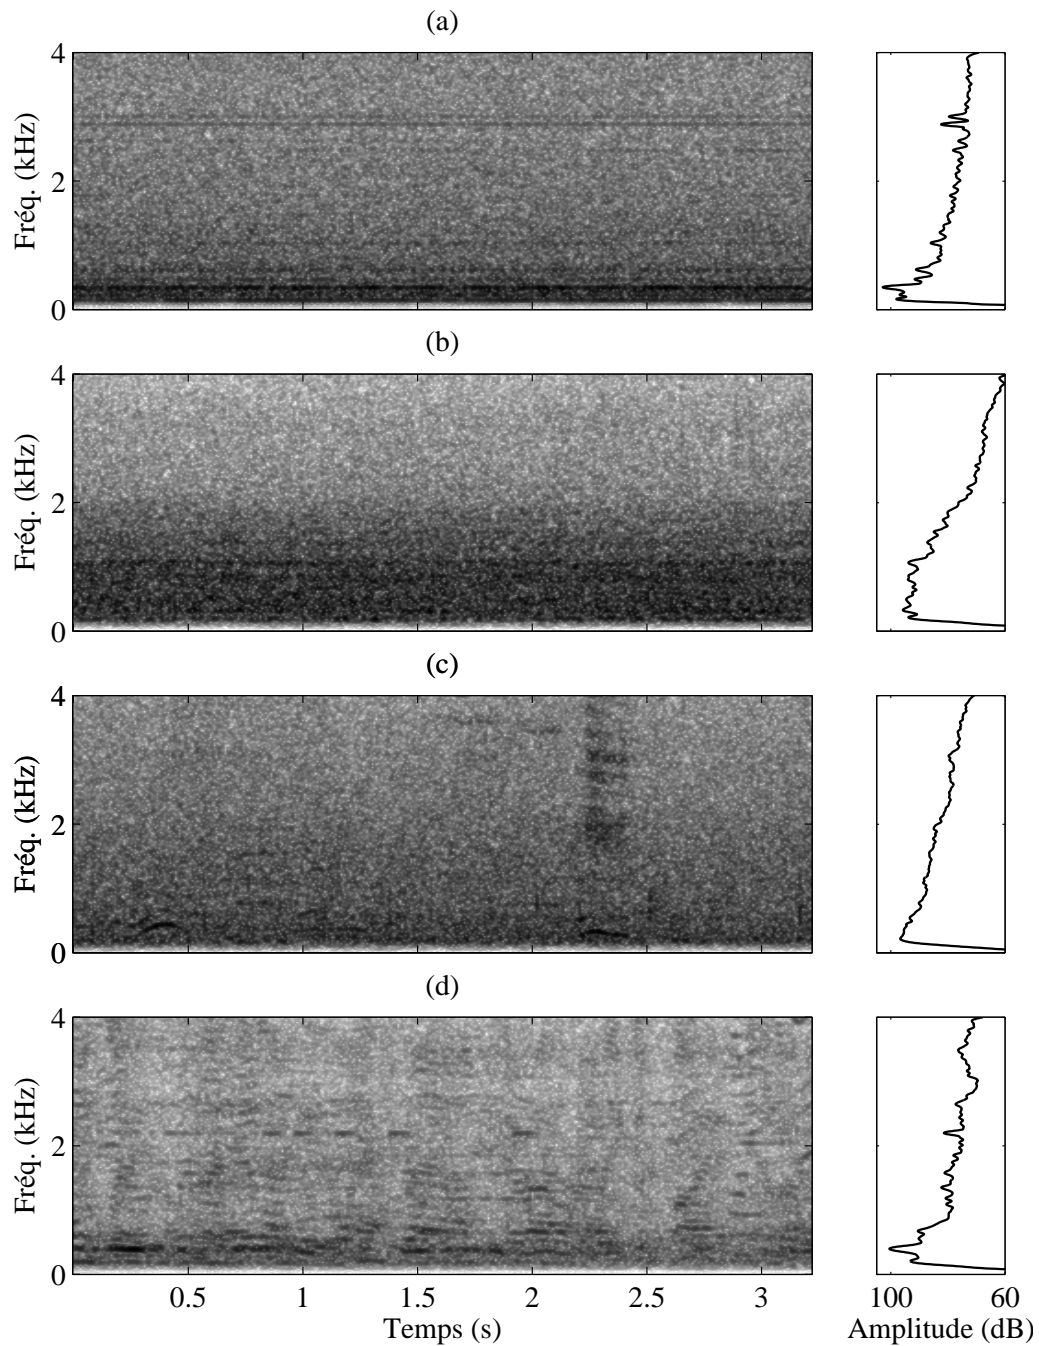 (a)
4
2
0
Fréq. (kHz)
(b)
4
2
0
Fréq. (kHz)
(c)
4
2
0
Fréq. (kHz)
(d)
4
2
0
Fréq. (kHz)
0.5 1 1.5 2 2.5 3
Temps (s)
100 60
Amplitude (dB)